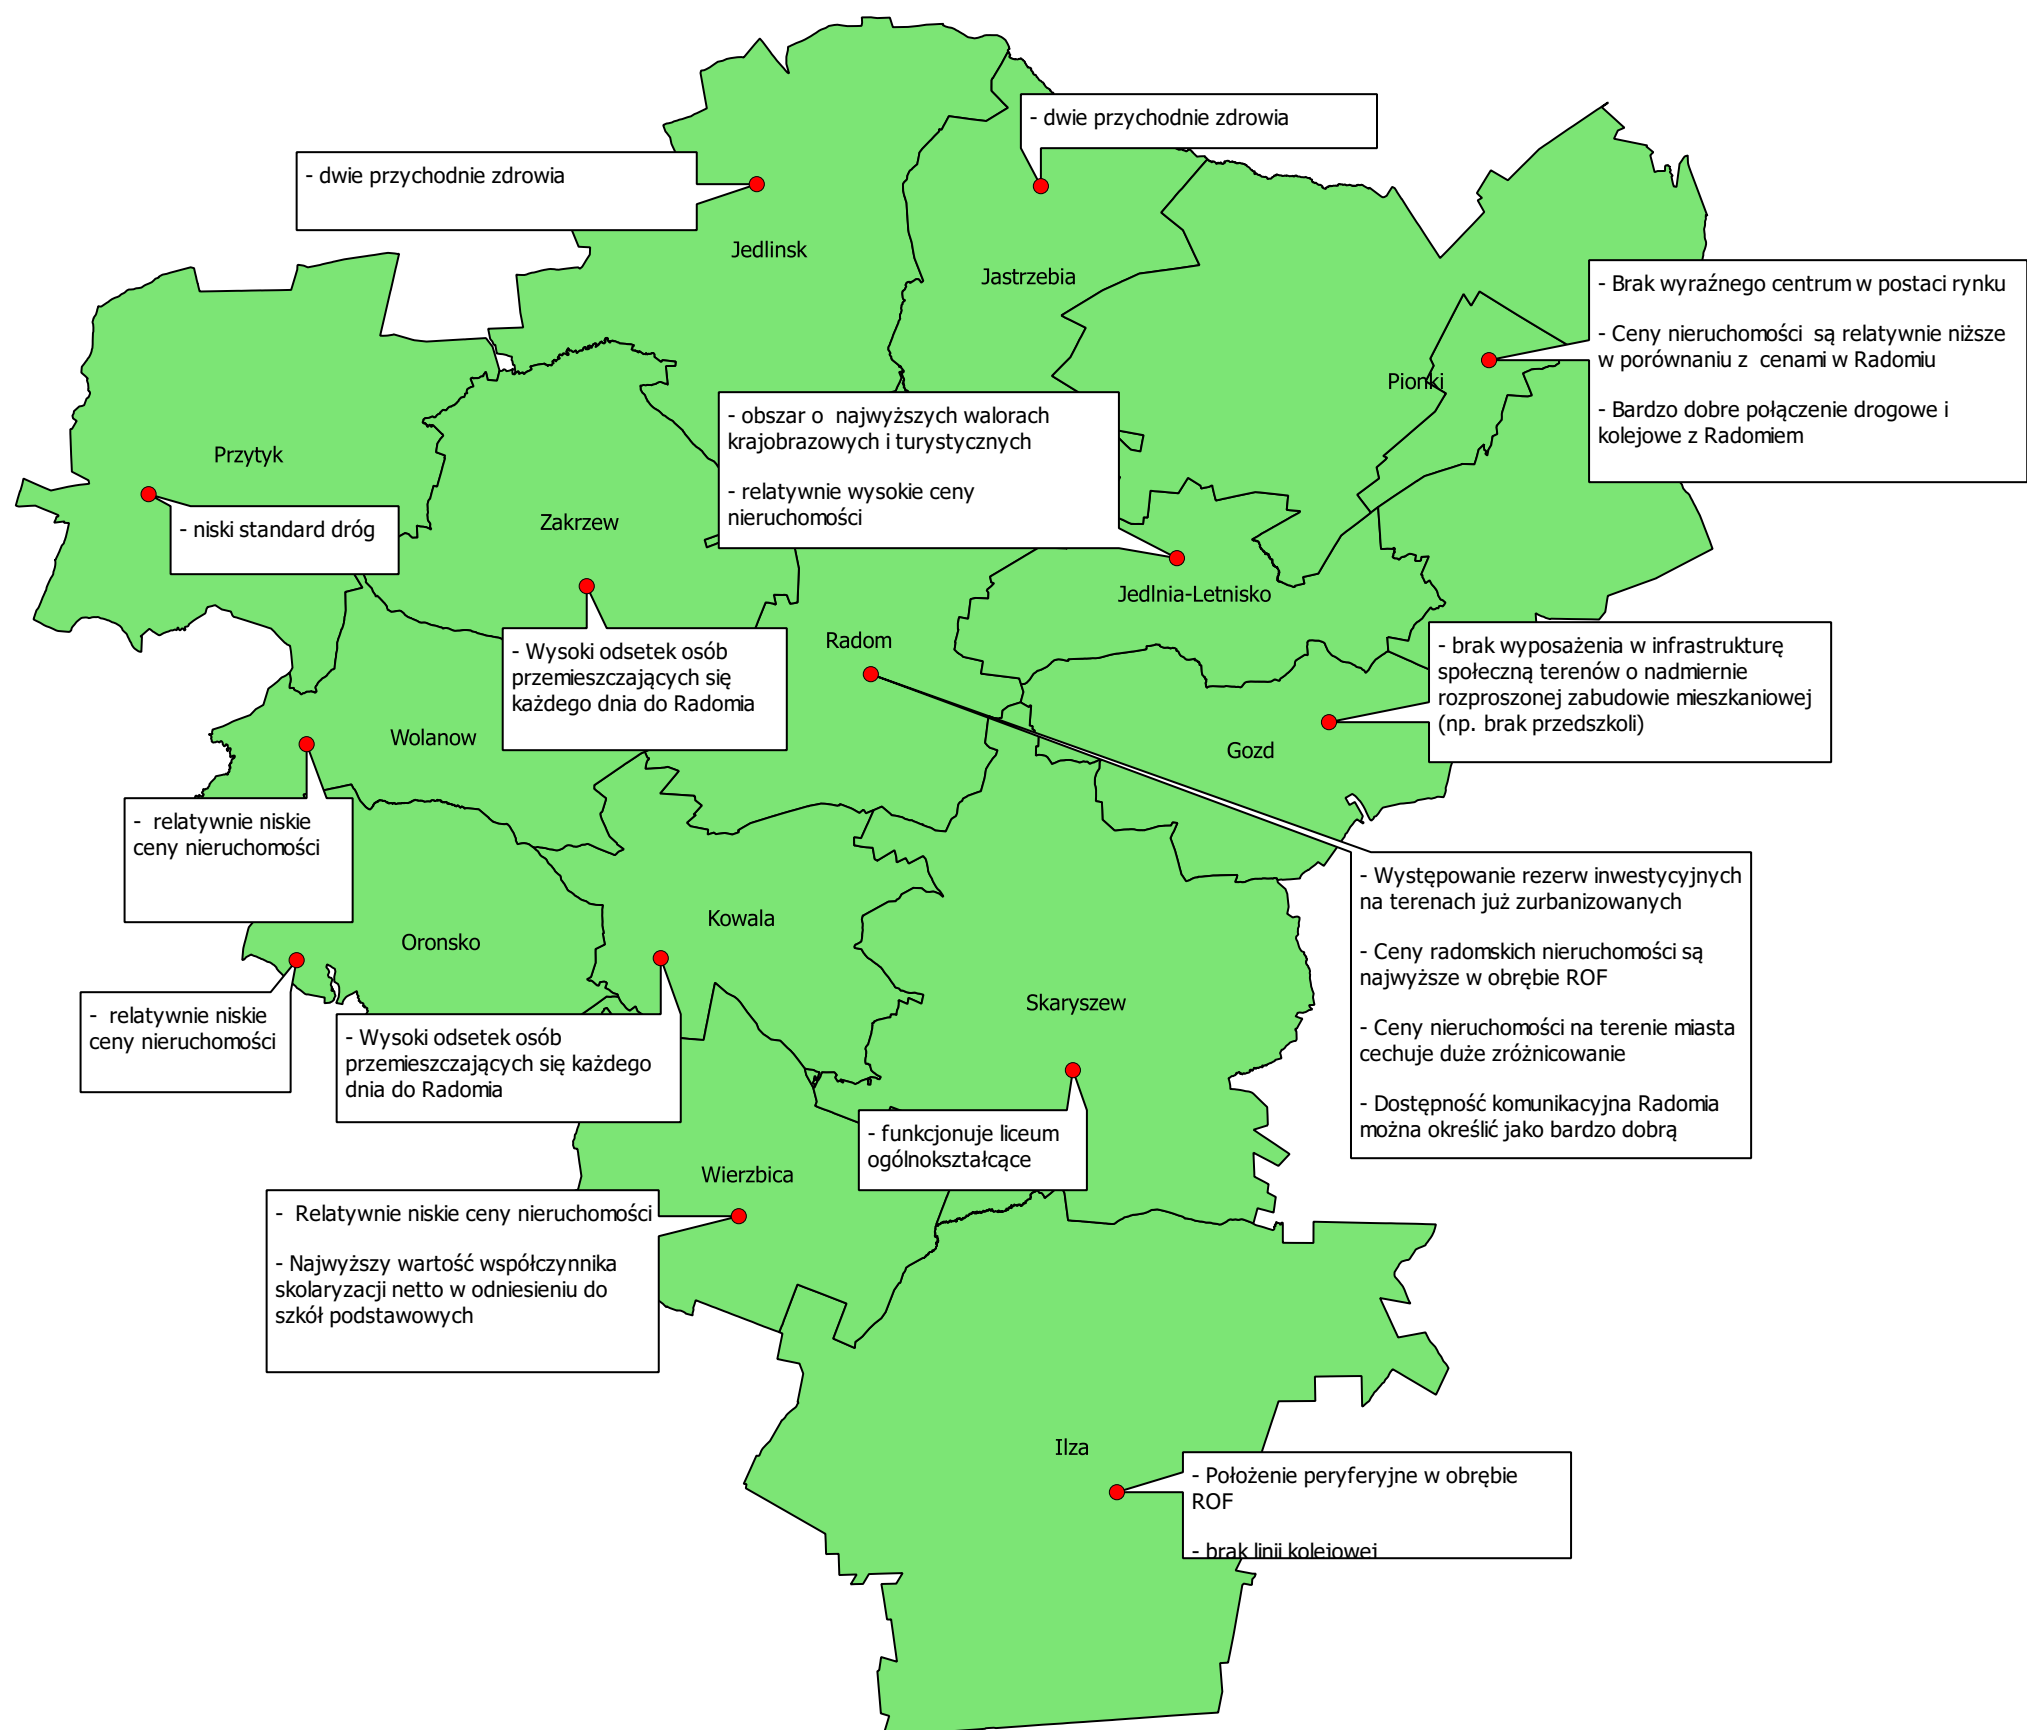 - dwie przychodnie zdrowia
- dwie przychodnie zdrowia
Jedlinsk
Jastrzebia
- Brak wyraźnego centrum w postaci rynku
- Ceny nieruchomości są relatywnie niższe
w porównaniu z cenami w Radomiu
- Bardzo dobre połączenie drogowe i
kolejowe z Radomiem
Pionki
- obszar o najwyższych walorach
krajobrazowych i turystycznych
- relatywnie wysokie ceny
nieruchomości
Przytyk
- niski standard dróg
Zakrzew
Jedlnia-Letnisko
Radom
- Wysoki odsetek osób
przemieszczających się
każdego dnia do Radomia
- brak wyposażenia w infrastrukturę
społeczną terenów o nadmiernie
rozproszonej zabudowie mieszkaniowej
(np. brak przedszkoli)
Wolanow
Gozd
- relatywnie niskie
ceny nieruchomości
- Występowanie rezerw inwestycyjnych
na terenach już zurbanizowanych
- Ceny radomskich nieruchomości są
najwyższe w obrębie ROF
- Ceny nieruchomości na terenie miasta
cechuje duże zróżnicowanie
- Dostępność komunikacyjna Radomia
można określić jako bardzo dobrą
Kowala
Oronsko
Skaryszew
- relatywnie niskie
ceny nieruchomości
- Wysoki odsetek osób
przemieszczających się każdego
dnia do Radomia
- funkcjonuje liceum
ogólnokształcące
Wierzbica
- Relatywnie niskie ceny nieruchomości
- Najwyższy wartość współczynnika
skolaryzacji netto w odniesieniu do
szkół podstawowych
Ilza
- Położenie peryferyjne w obrębie
ROF
- brak linii kolejowej